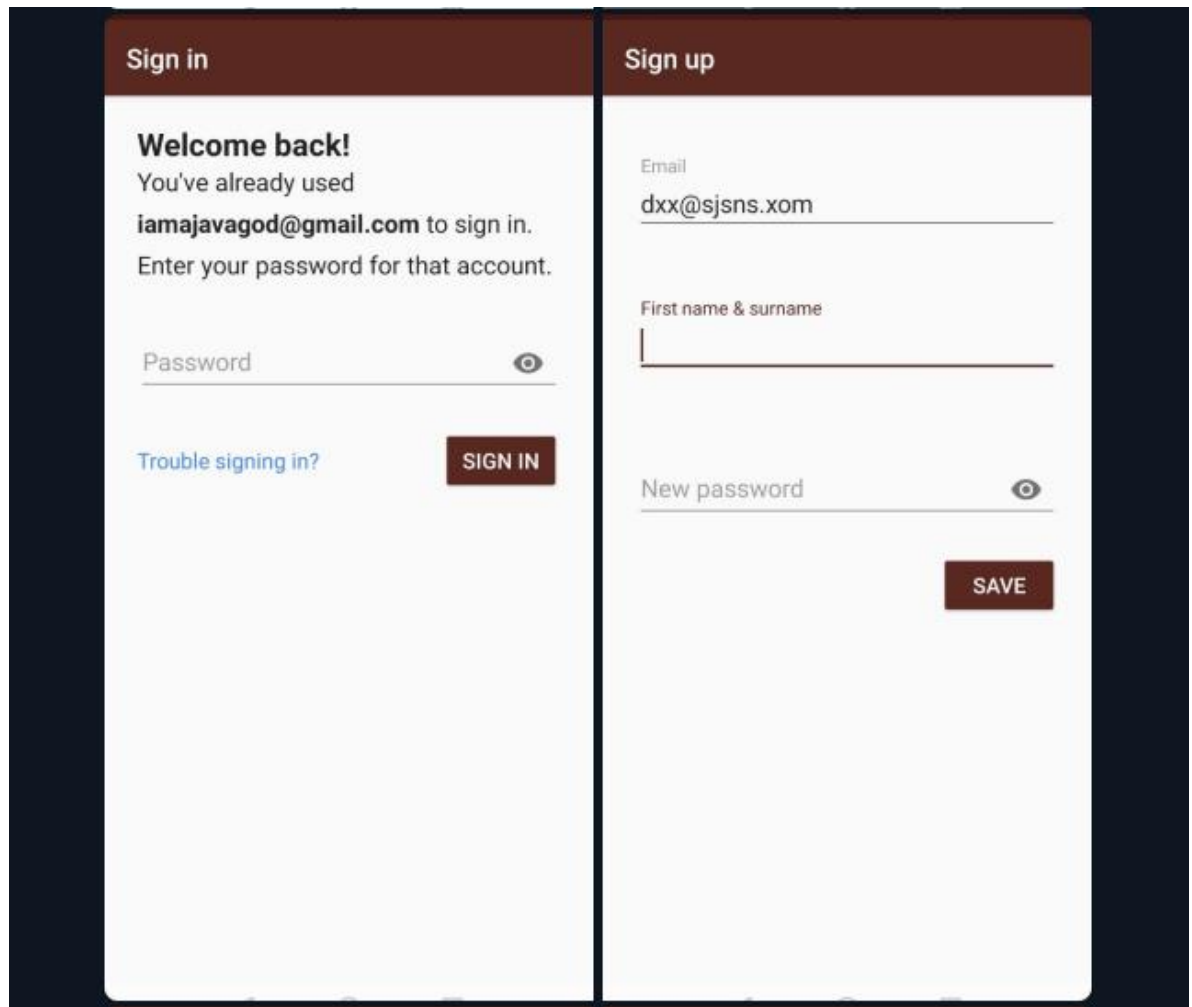 Sign in
Welcome back!
You've already used
iamajavagod@gmail.com to sign in.
Enter your password for that account.
Password
Trouble signing in?
SIGN IN
Sign up
Email
dxx@sjsns.xom
First name & surname
New password
SAVE